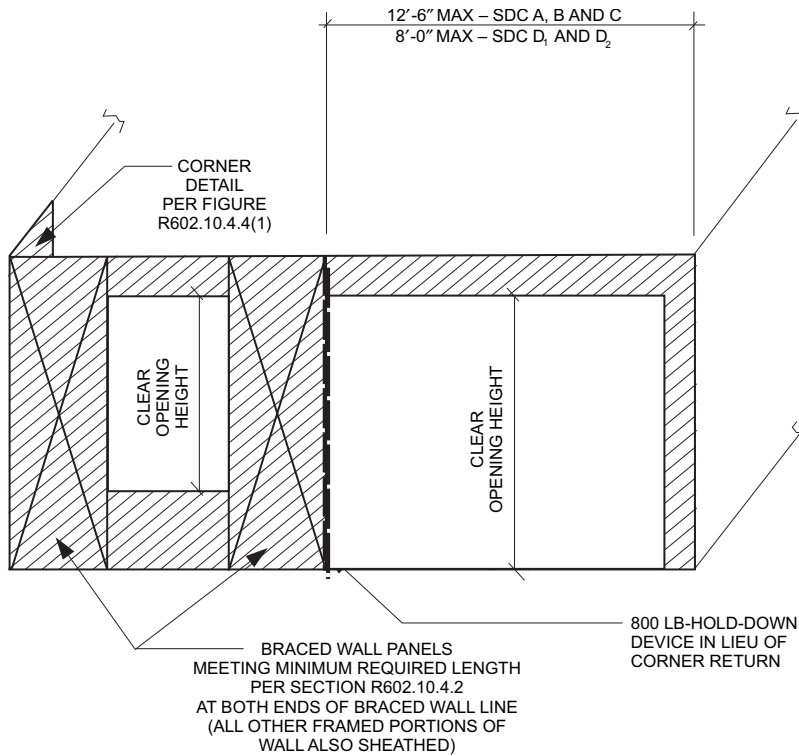 12′-6″ MAX – SDC A, B AND C
8′-0″ MAX – SDC D₁ AND D₂
CORNER
DETAIL
PER FIGURE
R602.10.4.4(1)
CLEAR
OPENING
HEIGHT
CLEAR
OPENING HEIGHT
800 LB-HOLD-DOWN
DEVICE IN LIEU OF
CORNER RETURN
BRACED WALL PANELS
MEETING MINIMUM REQUIRED LENGTH
PER SECTION R602.10.4.2
AT BOTH ENDS OF BRACED WALL LINE
(ALL OTHER FRAMED PORTIONS OF
WALL ALSO SHEATHED)